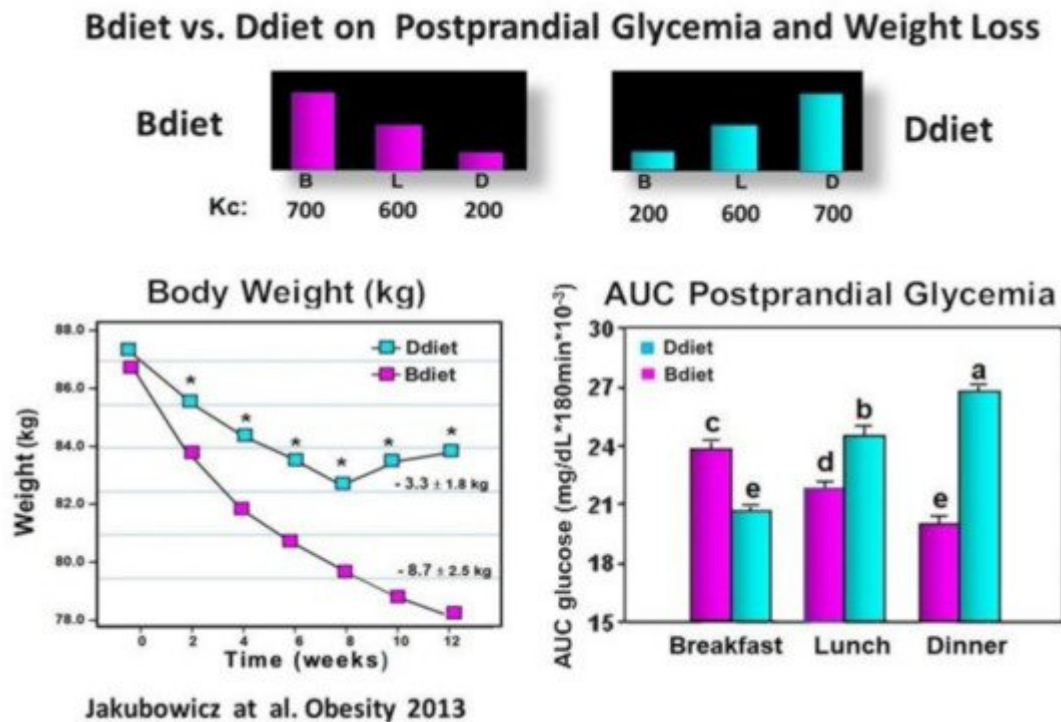 Bdiet vs. Ddiet on Postprandial Glycemia and Weight Loss
Bdiet
B L D
Kc: 700 600 200
Ddiet
B L D
200 600 700
Body Weight (kg)
Weight (kg)
88.0
86.0
84.0
82.0
80.0
78.0
Ddiet
Bdiet
* * * * * *
- 3.3 ± 1.8 kg
- 8.7 ± 2.5 kg
0 2 4 6 8 10 12
Time (weeks)
AUC Postprandial Glycemia
AUC glucose (mg/dL*180min*10⁻³)
30
27
24
21
18
15
Ddiet
Bdiet
c e d b e a
Breakfast Lunch Dinner
Jakubowicz at al. Obesity 2013